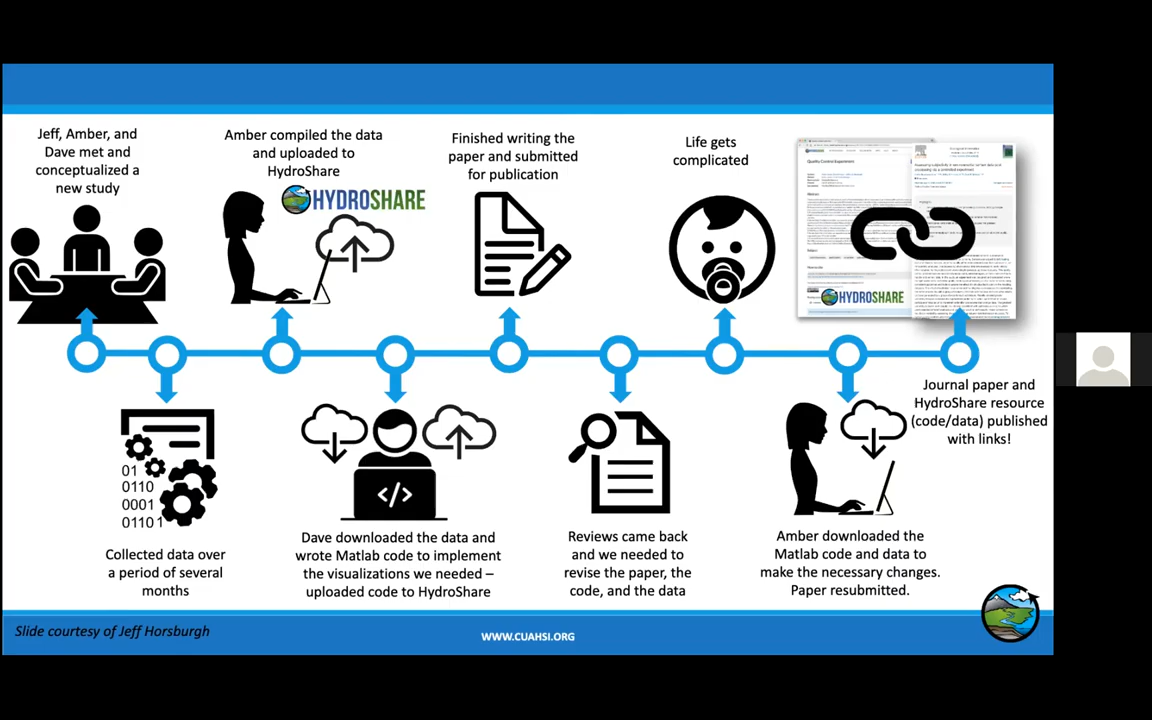 Jeff, Amber, and
Dave met and
conceptualized a
new study
Amber compiled the data
and uploaded to
HydroShare
HYDROSHARE
Finished writing the
paper and submitted
for publication
Life gets
complicated
Quality Control Experiment
HYDROSHARE
01
0110
0001
01101
Collected data over
a period of several
months
</>
Dave downloaded the data and
wrote Matlab code to implement
the visualizations we needed –
uploaded code to HydroShare
Reviews came back
and we needed to
revise the paper, the
code, and the data
Amber downloaded the
Matlab code and data to
make the necessary changes.
Paper resubmitted.
Journal paper and
HydroShare resource
(code/data) published
with links!
Slide courtesy of Jeff Horsburgh
WWW.CUAHSI.ORG